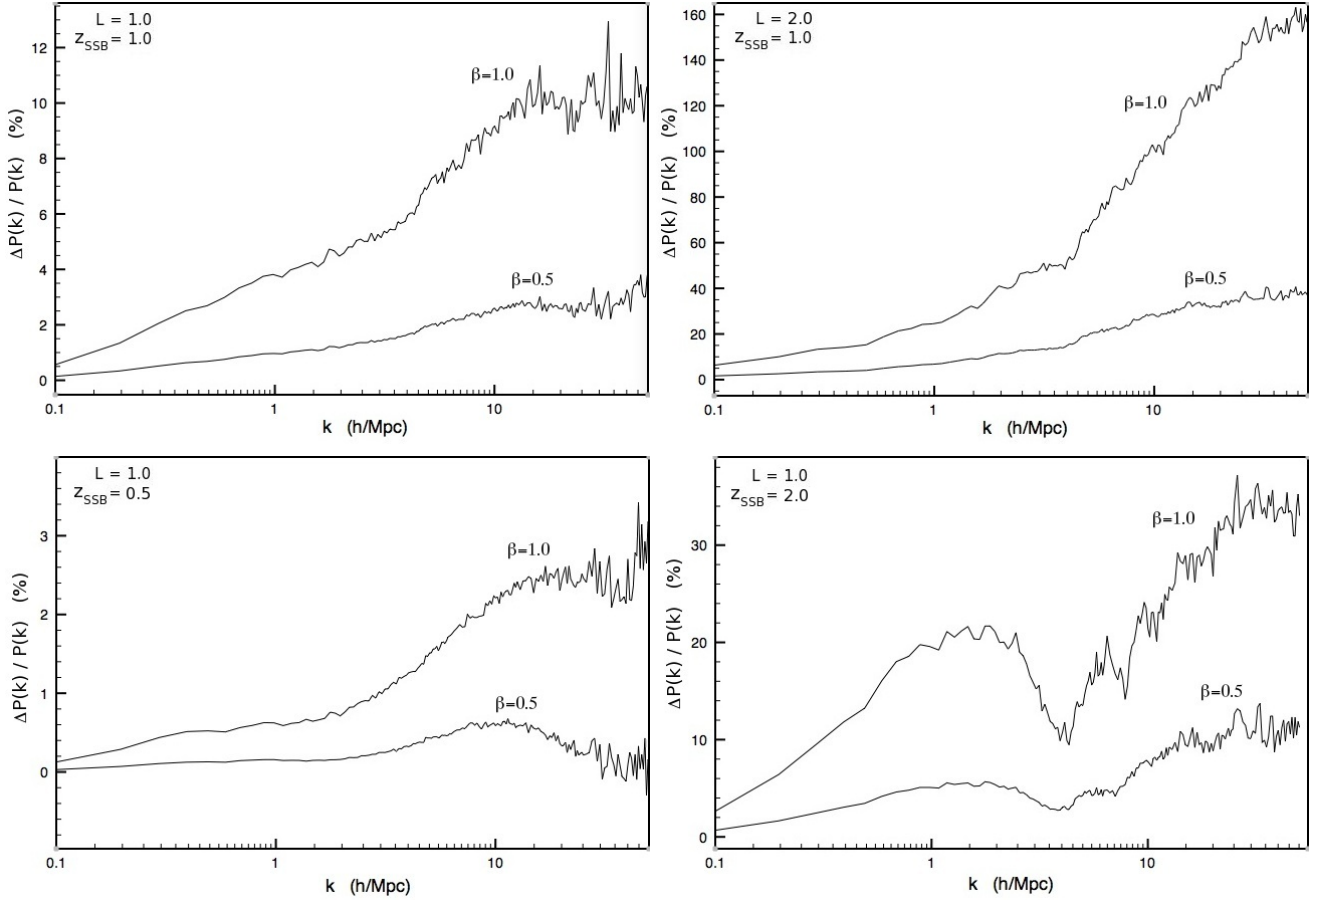 L = 1.0
zSSB = 1.0
12
10
8
6
4
2
0
ΔP(k) / P(k) (%)
β=1.0
β=0.5
0.1 1 10
k (h/Mpc)
L = 2.0
zSSB = 1.0
160
140
120
100
80
60
40
20
0
ΔP(k) / P(k) (%)
β=1.0
β=0.5
0.1 1 10
k (h/Mpc)
L = 1.0
zSSB = 0.5
3
2
1
0
ΔP(k) / P(k) (%)
β=1.0
β=0.5
0.1 1 10
k (h/Mpc)
L = 1.0
zSSB = 2.0
30
20
10
0
ΔP(k) / P(k) (%)
β=1.0
β=0.5
0.1 1 10
k (h/Mpc)